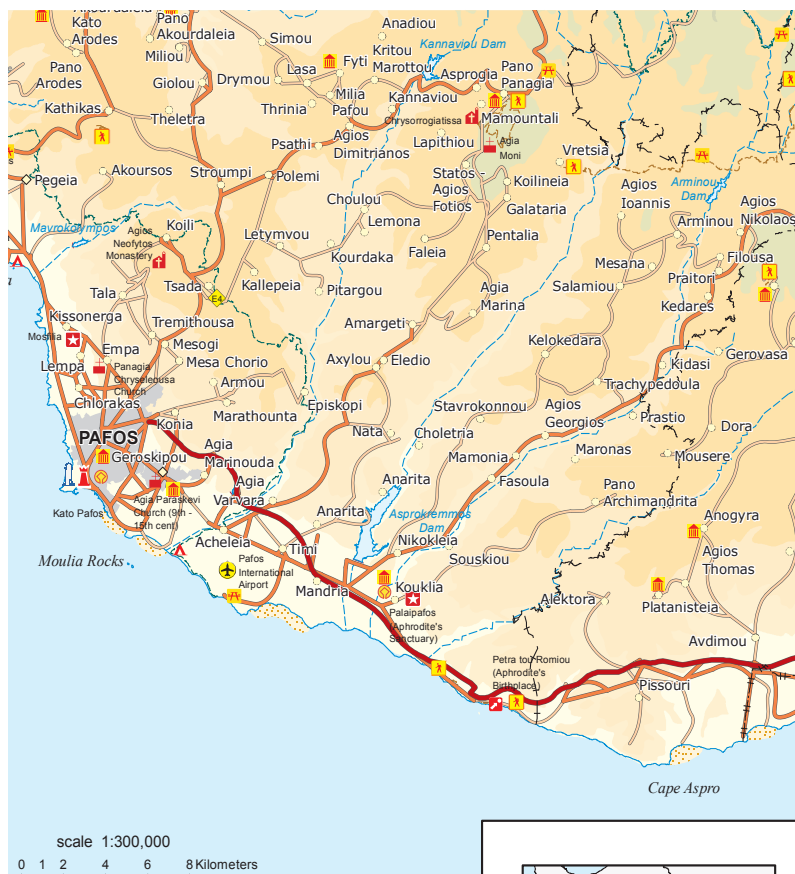 Akourdaleia
Kato
Arodes
Pano
Akourdaleia
Miliou
Simou
Anadiou
Kritou
Marottou
Kannaviou Dam
Pano
Arodes
Giolou
Drymou
Lasa
Fyti
Asprogia
Pano
Panagia
Kathikas
Theletra
Thrinia
Milia
Pafou
Kannaviou
Chrysorrogiatissa
Mamountali
Psathi
Agios
Dimitrianos
Lapithiou
Agia
Moni
Vretsia
Pegeia
Akoursos
Stroumpi
Polemi
Statos -
Agios
Fotios
Koilineia
Arminou
Dam
Choulou
Galataria
Agios
Ioannis
Agios
Nikolaos
Mavrokolympos
Agios
Neofytos
Monastery
Koili
Letymvou
Lemona
Kourdaka
Faleia
Pentalia
Arminou
Tala
Tsada
E4
Kallepeia
Pitargou
Agia
Marina
Mesana
Salamiou
Praitori
Filousa
Kissonerga
Mosfilia
Tremithousa
Amargeti
Kedares
Lempa
Empa
Mesogi
Mesa Chorio
Axylou
Eledio
Kelokedara
Kidasi
Gerovasa
Panagia
Chryseleousa
Church
Armou
Trachypedoula
Chlorakas
Marathounta
Episkopi
Stavrokonnou
Agios
Georgios
Prastio
PAFOS
Konia
Nata
Choletria
Dora
Geroskipou
Agia
Marinouda
Mamonia
Maronas
Mousere
Agia
Varvara
Anarita
Fasoula
Kato Pafos
Agia Paraskevi
Church (9th -
15th cent)
Anarita
Asprokremmos
Dam
Pano
Archimandrita
Anogyra
Acheleia
Timi
Nikokleia
Souskiou
Agios
Thomas
Moulia Rocks
Pafos
International
Airport
Mandria
Kouklia
Palaipafos
(Aphrodite's
Sanctuary)
Alektora
Platanisteia
Avdimou
Petra tou Romiou
(Aphrodite's
Birthplace)
Pissouri
Cape Aspro
scale 1:300,000
0 1 2 4 6 8 Kilometers